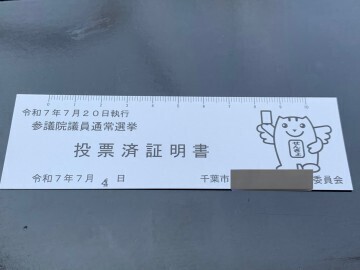 令和7年7月20日執行
参議院議員通常選挙
投票済証明書
令和7年7月 日 千葉市 委員会